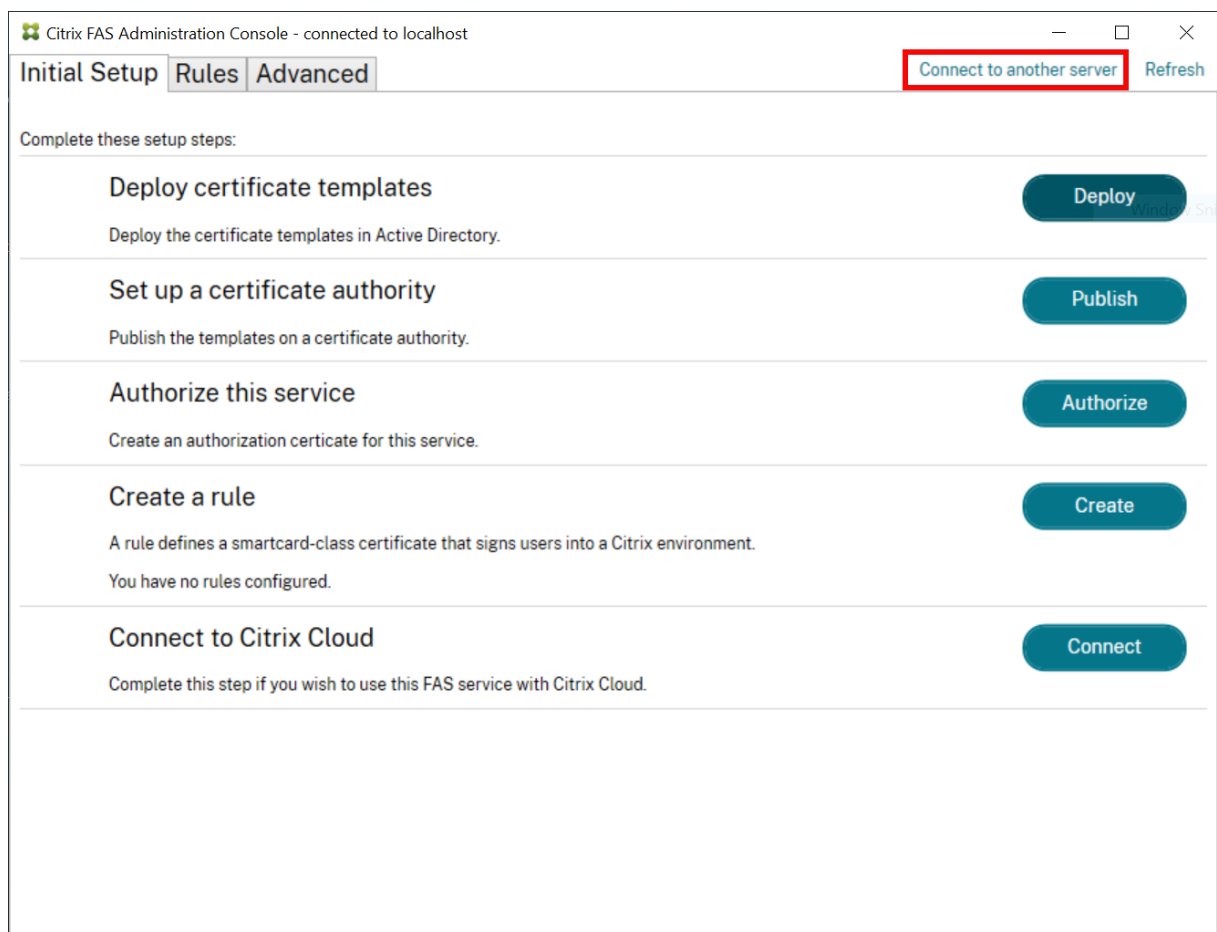 Citrix FAS Administration Console - connected to localhost
Initial Setup Rules Advanced Connect to another server Refresh
Complete these setup steps:
Deploy certificate templates
Deploy
Deploy the certificate templates in Active Directory.
Set up a certificate authority
Publish
Publish the templates on a certificate authority.
Authorize this service
Authorize
Create an authorization certicate for this service.
Create a rule
Create
A rule defines a smartcard-class certificate that signs users into a Citrix environment.
You have no rules configured.
Connect to Citrix Cloud
Connect
Complete this step if you wish to use this FAS service with Citrix Cloud.